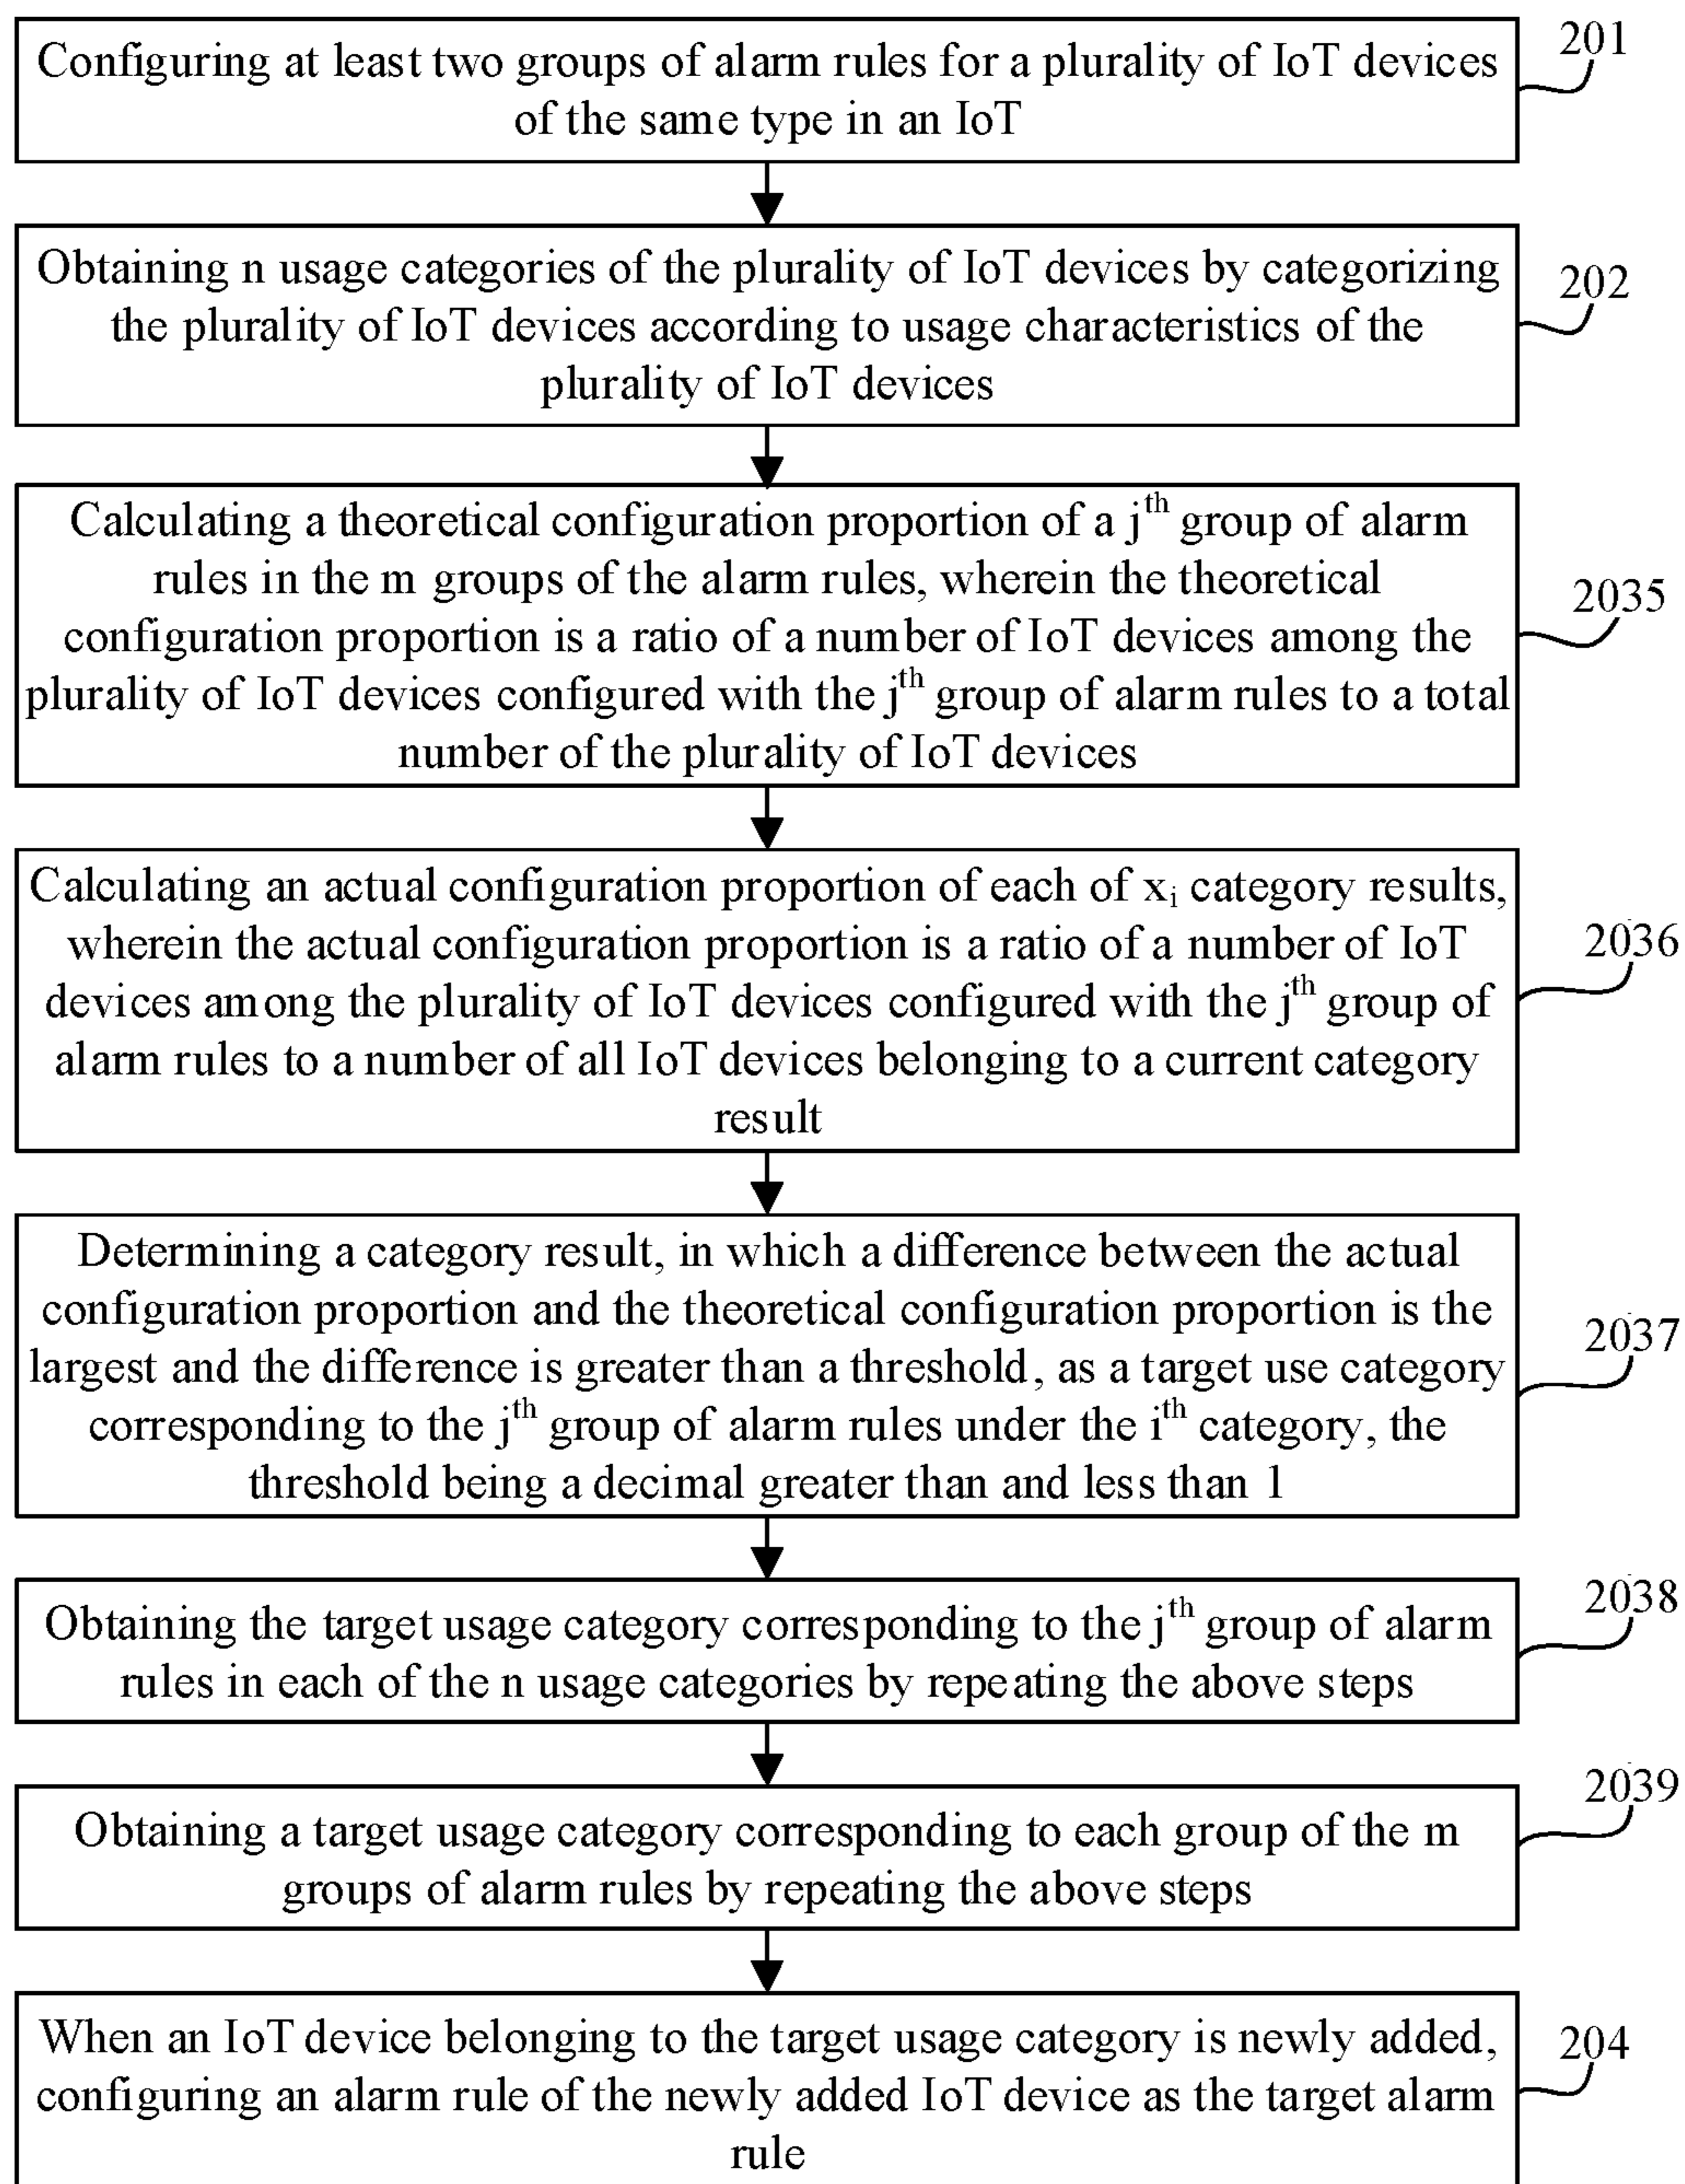 Configuring at least two groups of alarm rules for a plurality of IoT devices
of the same type in an IoT
201
Obtaining n usage categories of the plurality of IoT devices by categorizing
the plurality of IoT devices according to usage characteristics of the
plurality of IoT devices
202
Calculating a theoretical configuration proportion of a jth group of alarm
rules in the m groups of the alarm rules, wherein the theoretical
configuration proportion is a ratio of a number of IoT devices among the
plurality of IoT devices configured with the jth group of alarm rules to a total
number of the plurality of IoT devices
2035
Calculating an actual configuration proportion of each of xi category results,
wherein the actual configuration proportion is a ratio of a number of IoT
devices among the plurality of IoT devices configured with the jth group of
alarm rules to a number of all IoT devices belonging to a current category
result
2036
Determining a category result, in which a difference between the actual
configuration proportion and the theoretical configuration proportion is the
largest and the difference is greater than a threshold, as a target use category
corresponding to the jth group of alarm rules under the ith category, the
threshold being a decimal greater than and less than 1
2037
Obtaining the target usage category corresponding to the jth group of alarm
rules in each of the n usage categories by repeating the above steps
2038
Obtaining a target usage category corresponding to each group of the m
groups of alarm rules by repeating the above steps
2039
When an IoT device belonging to the target usage category is newly added,
configuring an alarm rule of the newly added IoT device as the target alarm
rule
204